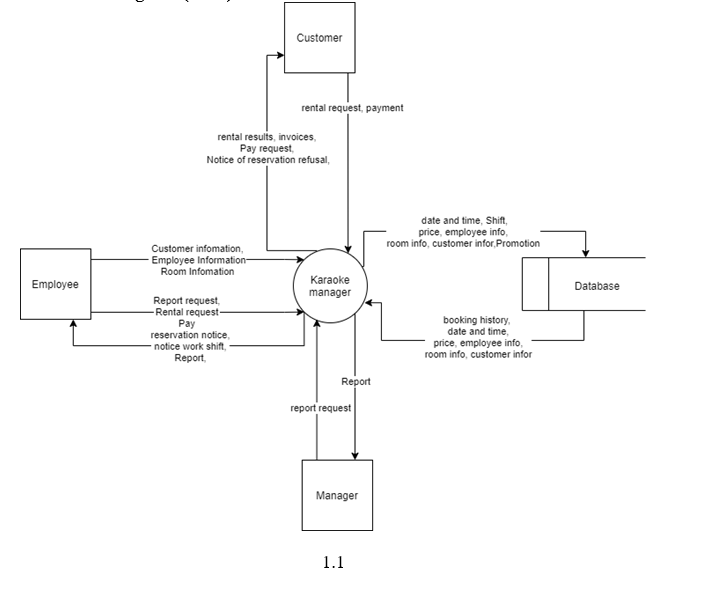 Customer
rental request, payment
rental results, invoices,
Pay request,
Notice of reservation refusal,
date and time, Shift,
price, employee info,
room info, customer infor,Promotion
Customer infomation,
Employee Information
Room Infomation
Employee
Karaoke
manager
Database
Report request,
Rental request
Pay
reservation notice,
notice work shift,
Report,
booking history,
date and time,
price, employee info,
room info, customer infor
Report
report request
Manager
1.1